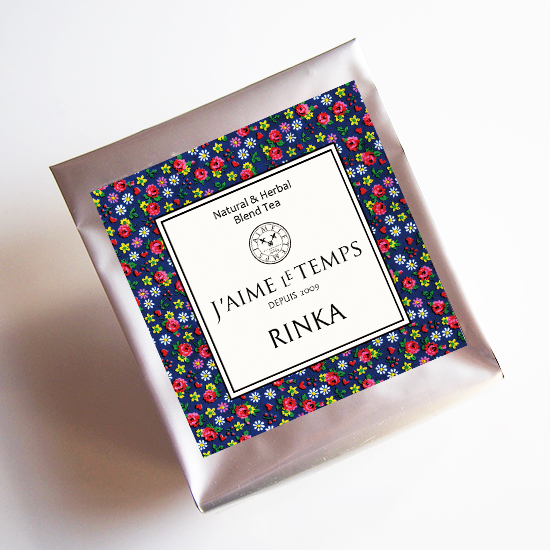 Natural & Herbal
Blend Tea
J'AIME LE TEMPS
DEPUIS 2009
RINKA